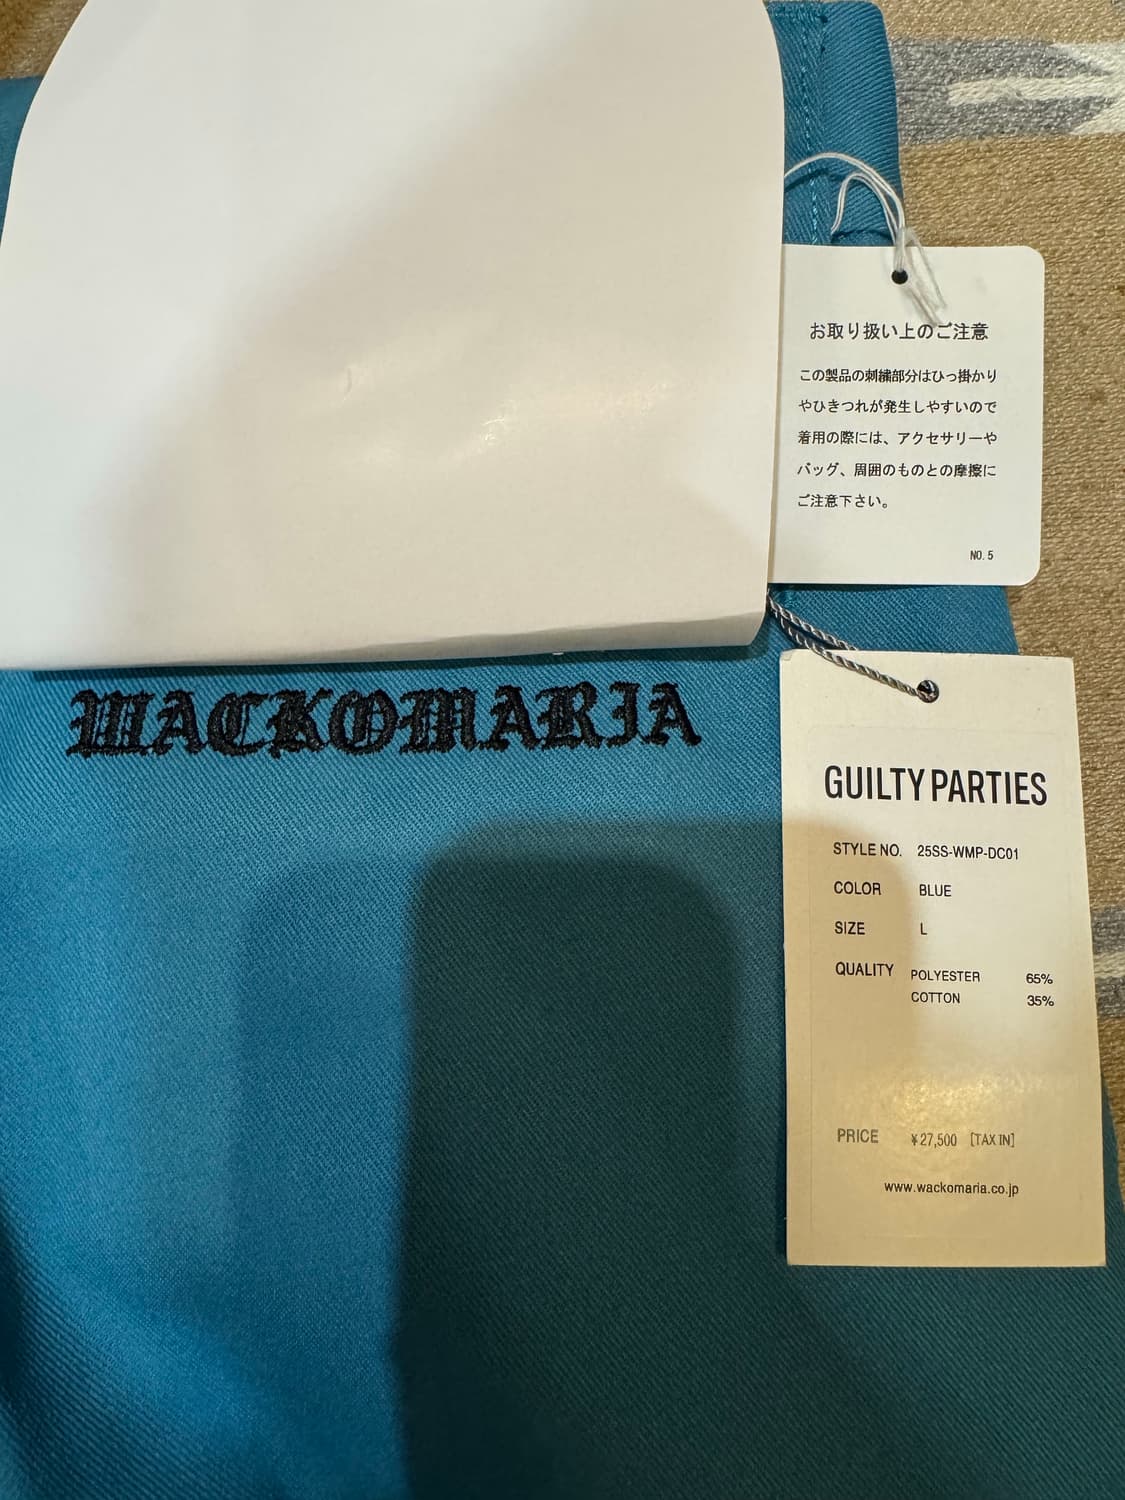 お取り扱い上のご注意
この製品の刺繍部分はひっ掛かり
やひきつれが発生しやすいので
着用の際には、アクセサリーや
バッグ、周囲のものとの摩擦に
ご注意下さい。
NO. 5
WACKOMARIA
GUILTY PARTIES
STYLE NO. 25SS-WMP-DC01
COLOR BLUE
SIZE L
QUALITY POLYESTER 65%
COTTON 35%
PRICE ¥27,500 [TAX IN]
www.wackomaria.co.jp